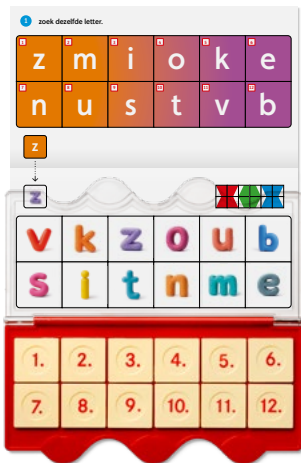 1 zoek dezelfde letter.
1 2 3 4 5 6
z m i o k e
7 8 9 10 11 12
n u s t v b
z
z
v k z o u b
s i t n m e
1. 2. 3. 4. 5. 6.
7. 8. 9. 10. 11. 12.